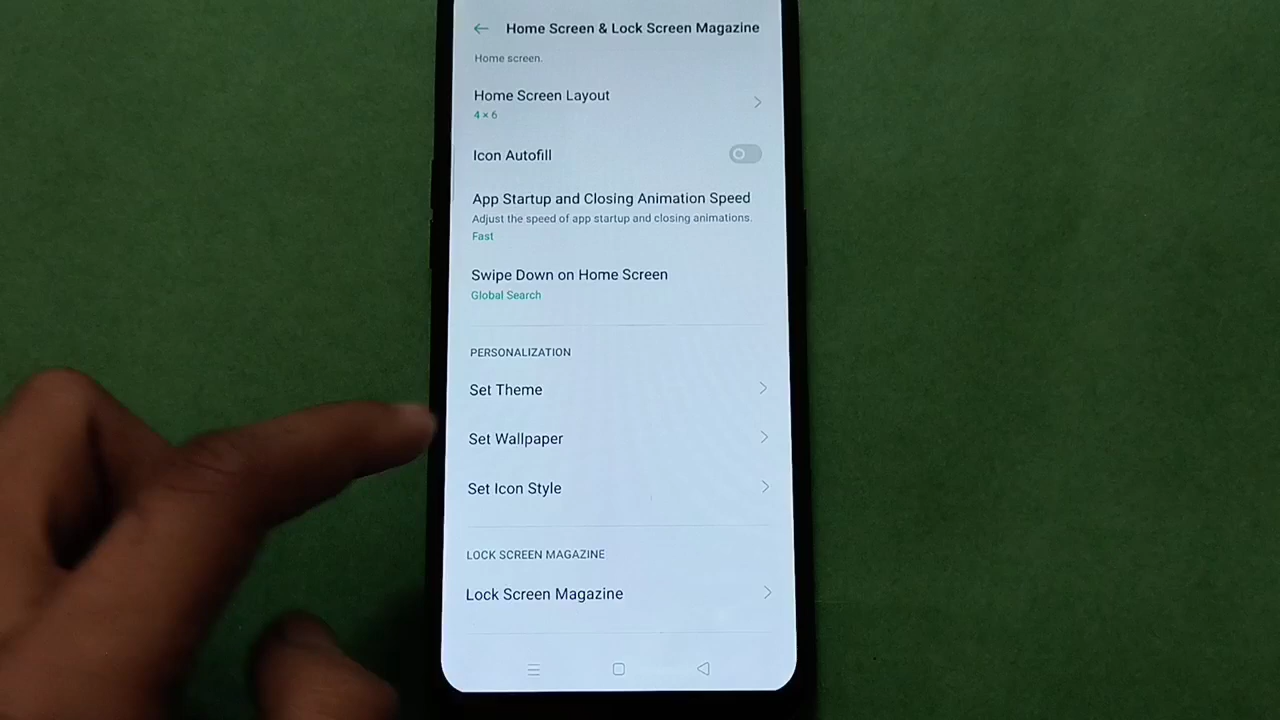 Home Screen & Lock Screen Magazine
Home screen.
Home Screen Layout
4 × 6
Icon Autofill
App Startup and Closing Animation Speed
Adjust the speed of app startup and closing animations.
Fast
Swipe Down on Home Screen
Global Search
PERSONALIZATION
Set Theme
Set Wallpaper
Set Icon Style
LOCK SCREEN MAGAZINE
Lock Screen Magazine